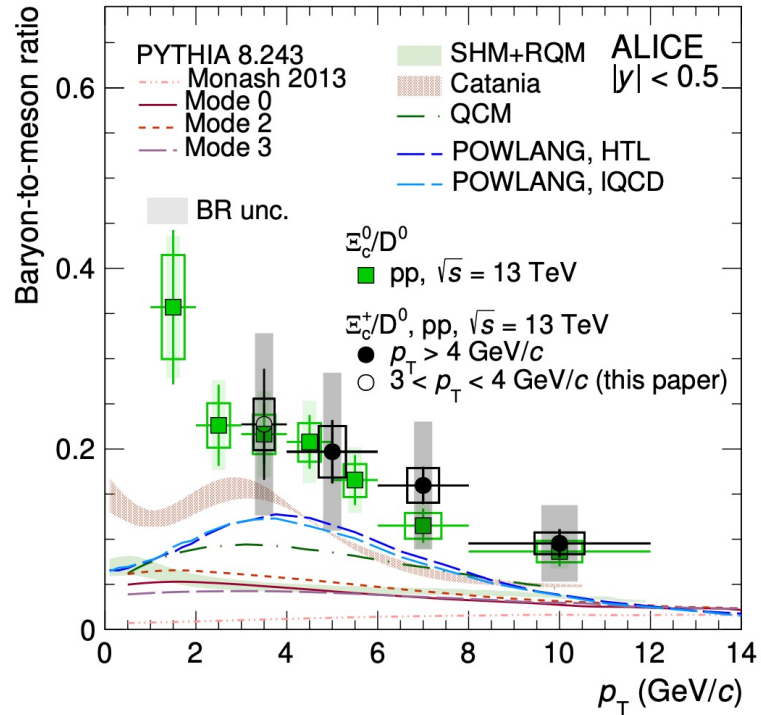 Baryon-to-meson ratio
PYTHIA 8.243
Monash 2013
Mode 0
Mode 2
Mode 3
SHM+RQM
Catania
QCM
POWLANG, HTL
POWLANG, lQCD
ALICE
|y| < 0.5
BR unc.
Ξc0/D0
pp, √s = 13 TeV
Ξc+/D0, pp, √s = 13 TeV
pT > 4 GeV/c
3 < pT < 4 GeV/c (this paper)
0.6
0.4
0.2
0
0 2 4 6 8 10 12 14
pT (GeV/c)